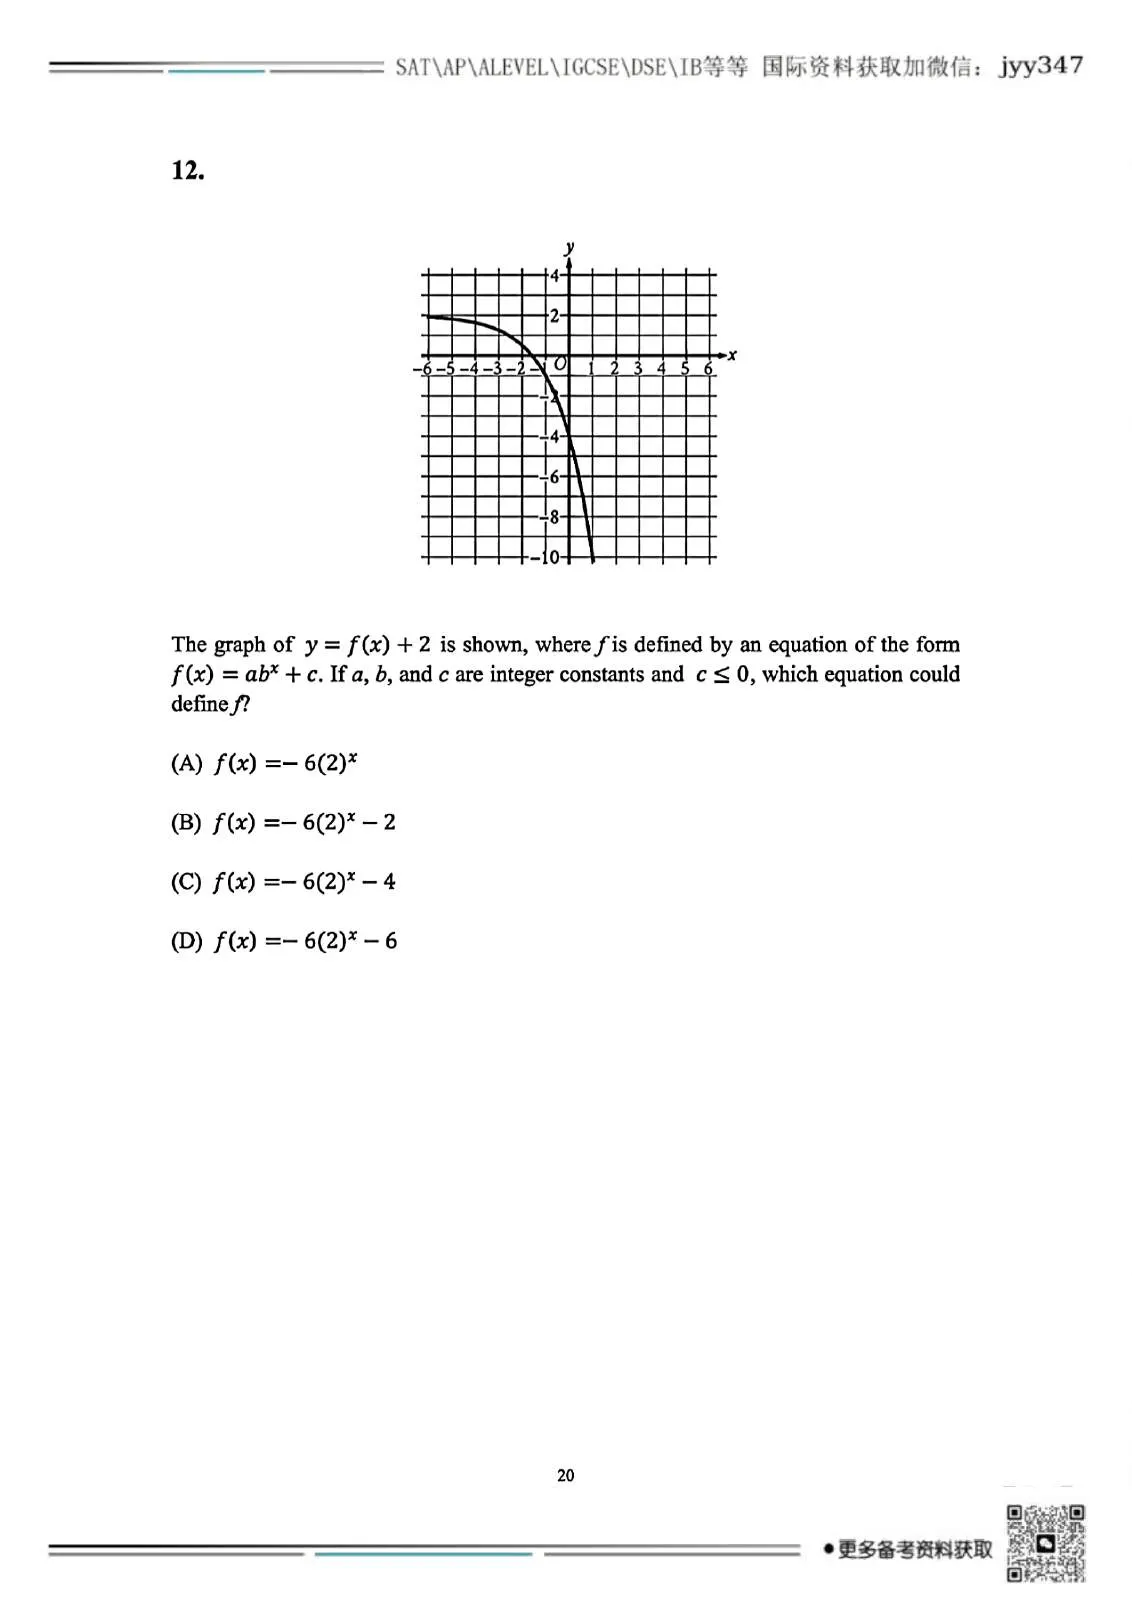 SAT\AP\ALEVEL\IGCSE\DSE\IB等等 国际资料获取加微信：jyy347
12.
y
4
2
x
-6 -5 -4 -3 -2 -1 O 1 2 3 4 5 6
-2
-4
-6
-8
-10
The graph of y = f(x) + 2 is shown, where f is defined by an equation of the form
f(x) = abˣ + c. If a, b, and c are integer constants and c ≤ 0, which equation could
define f?
(A) f(x) =− 6(2)ˣ
(B) f(x) =− 6(2)ˣ − 2
(C) f(x) =− 6(2)ˣ − 4
(D) f(x) =− 6(2)ˣ − 6
20
●更多备考资料获取